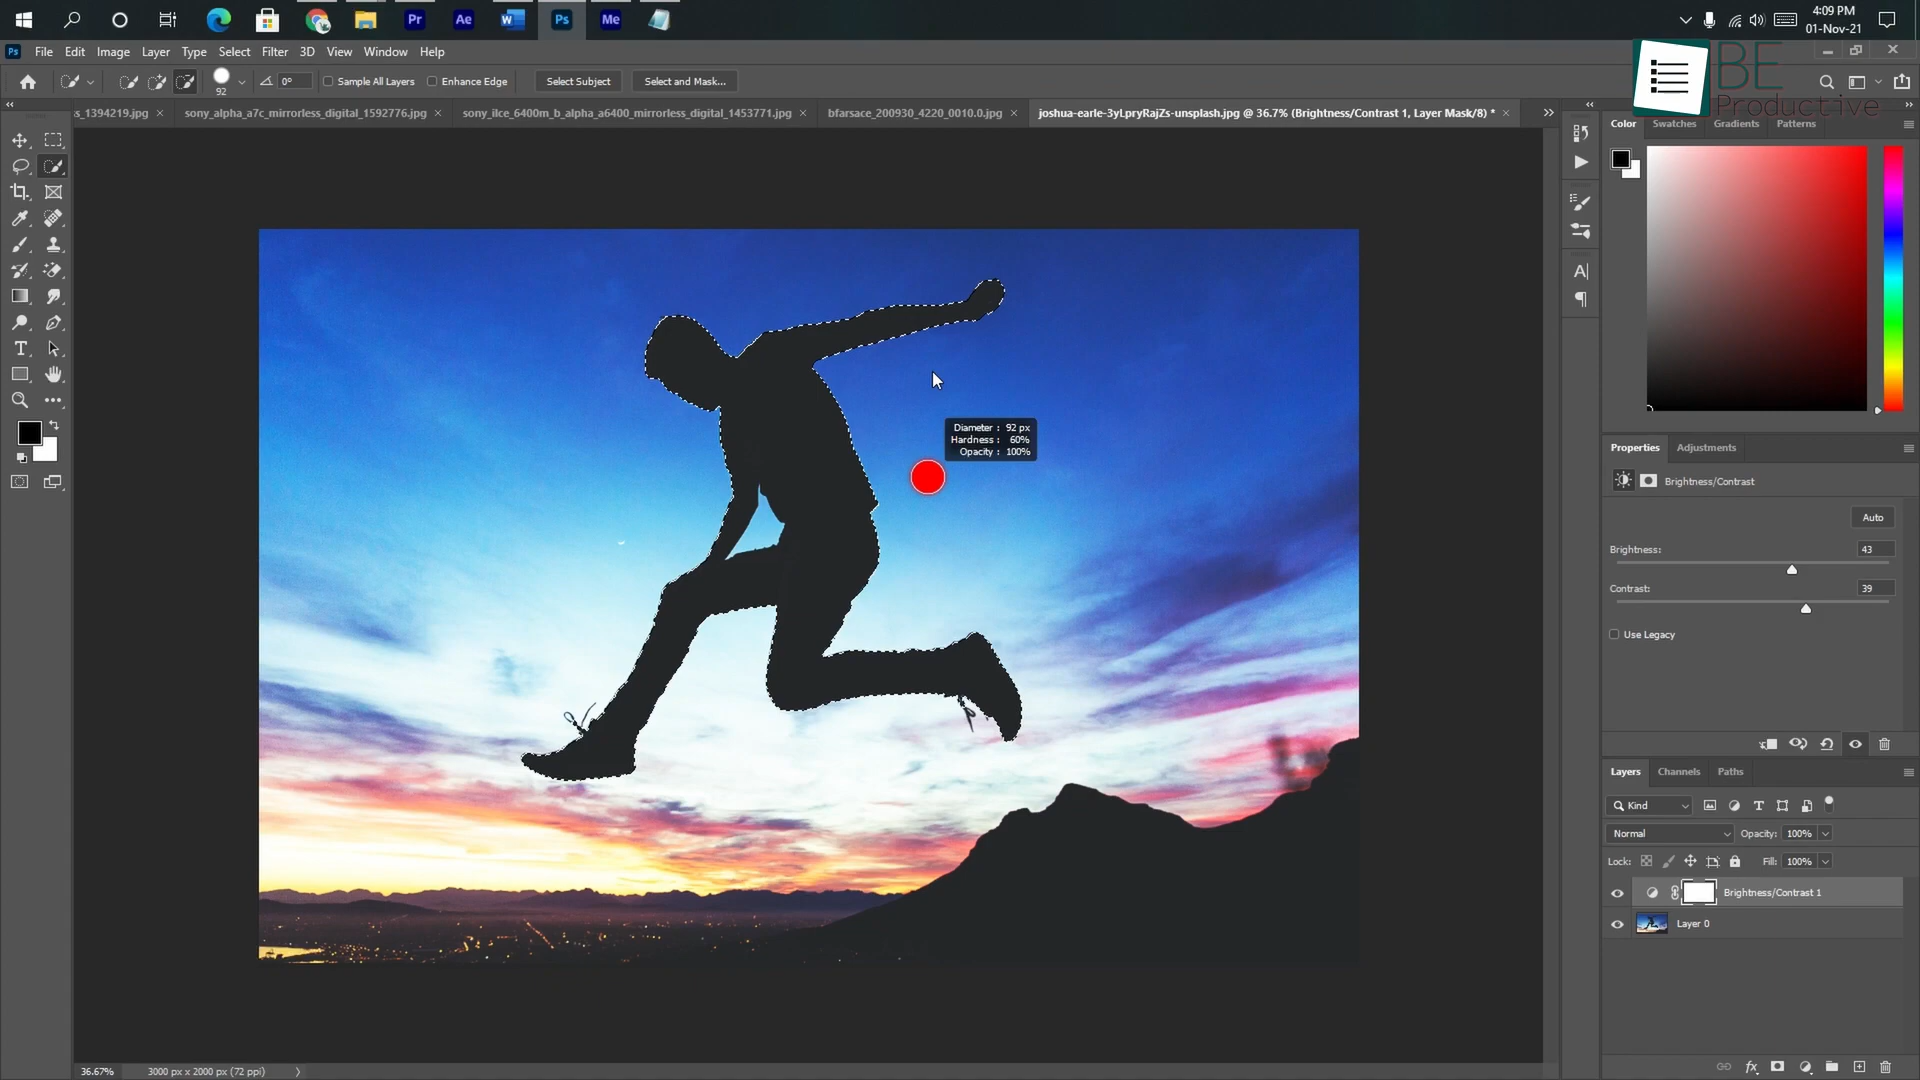 4:09 PM
01-Nov-21
Pr
Ae
W
Ps
Me
BE
Productive
Ps
File Edit Image Layer Type Select Filter 3D View Window Help
92
0°
Sample All Layers
Enhance Edge
Select Subject
Select and Mask...
s_1394219.jpg
sony_alpha_a7c_mirrorless_digital_1592776.jpg
sony_ilce_6400m_b_alpha_a6400_mirrorless_digital_1453771.jpg
bfarsace_200930_4220_0010.0.jpg
joshua-earle-3yLpryRajZs-unsplash.jpg @ 36.7% (Brightness/Contrast 1, Layer Mask/8) *
Color Swatches Gradients Patterns
Diameter : 92 px
Hardness : 60%
Opacity : 100%
Properties Adjustments
Brightness/Contrast
Auto
Brightness: 43
Contrast: 39
Use Legacy
Layers Channels Paths
Kind
Normal
Opacity: 100%
Lock:
Fill: 100%
Brightness/Contrast 1
Layer 0
36.67%
3000 px x 2000 px (72 ppi)